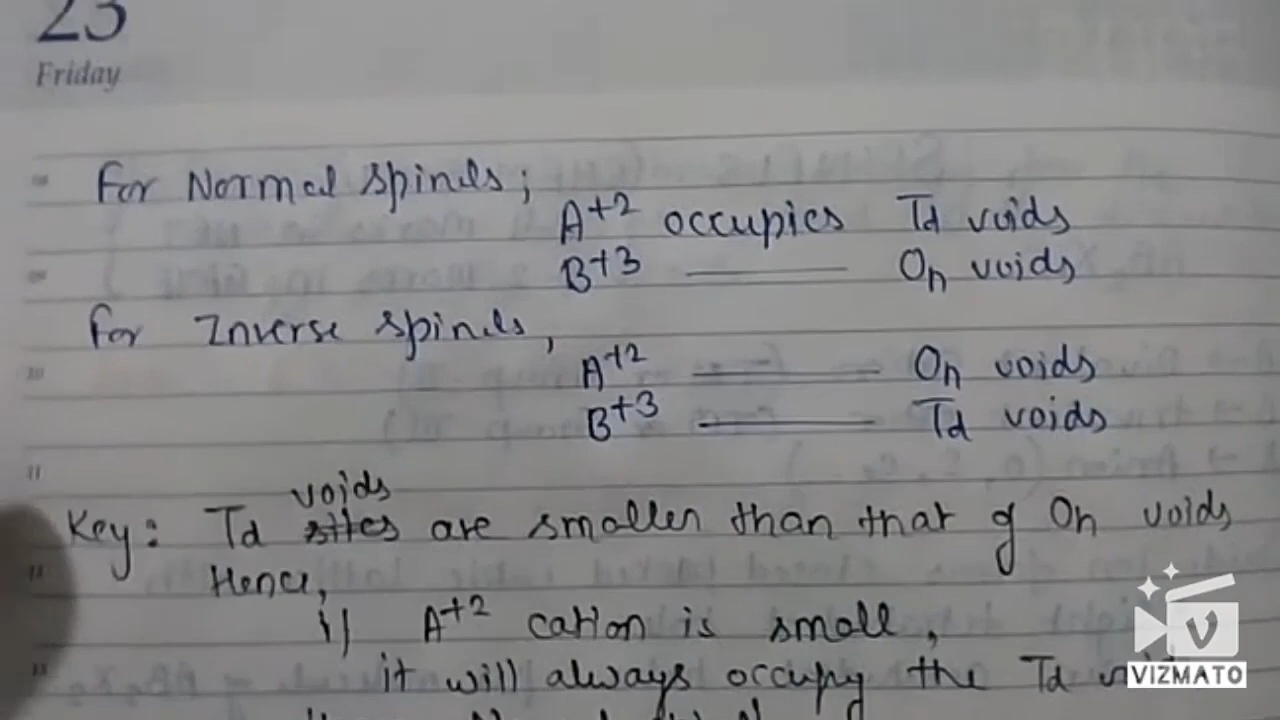 23
Friday
For Normal Spinels;
A+2 occupies Td voids
B+3 —— Oh voids
For Inverse spinels,
A+2 —— Oh voids
B+3 —— Td voids
voids
Key: Td sites are smaller than that of Oh voids
Hence,
i) A+2 cation is small,
it will always occupy the Td
VIZMATO